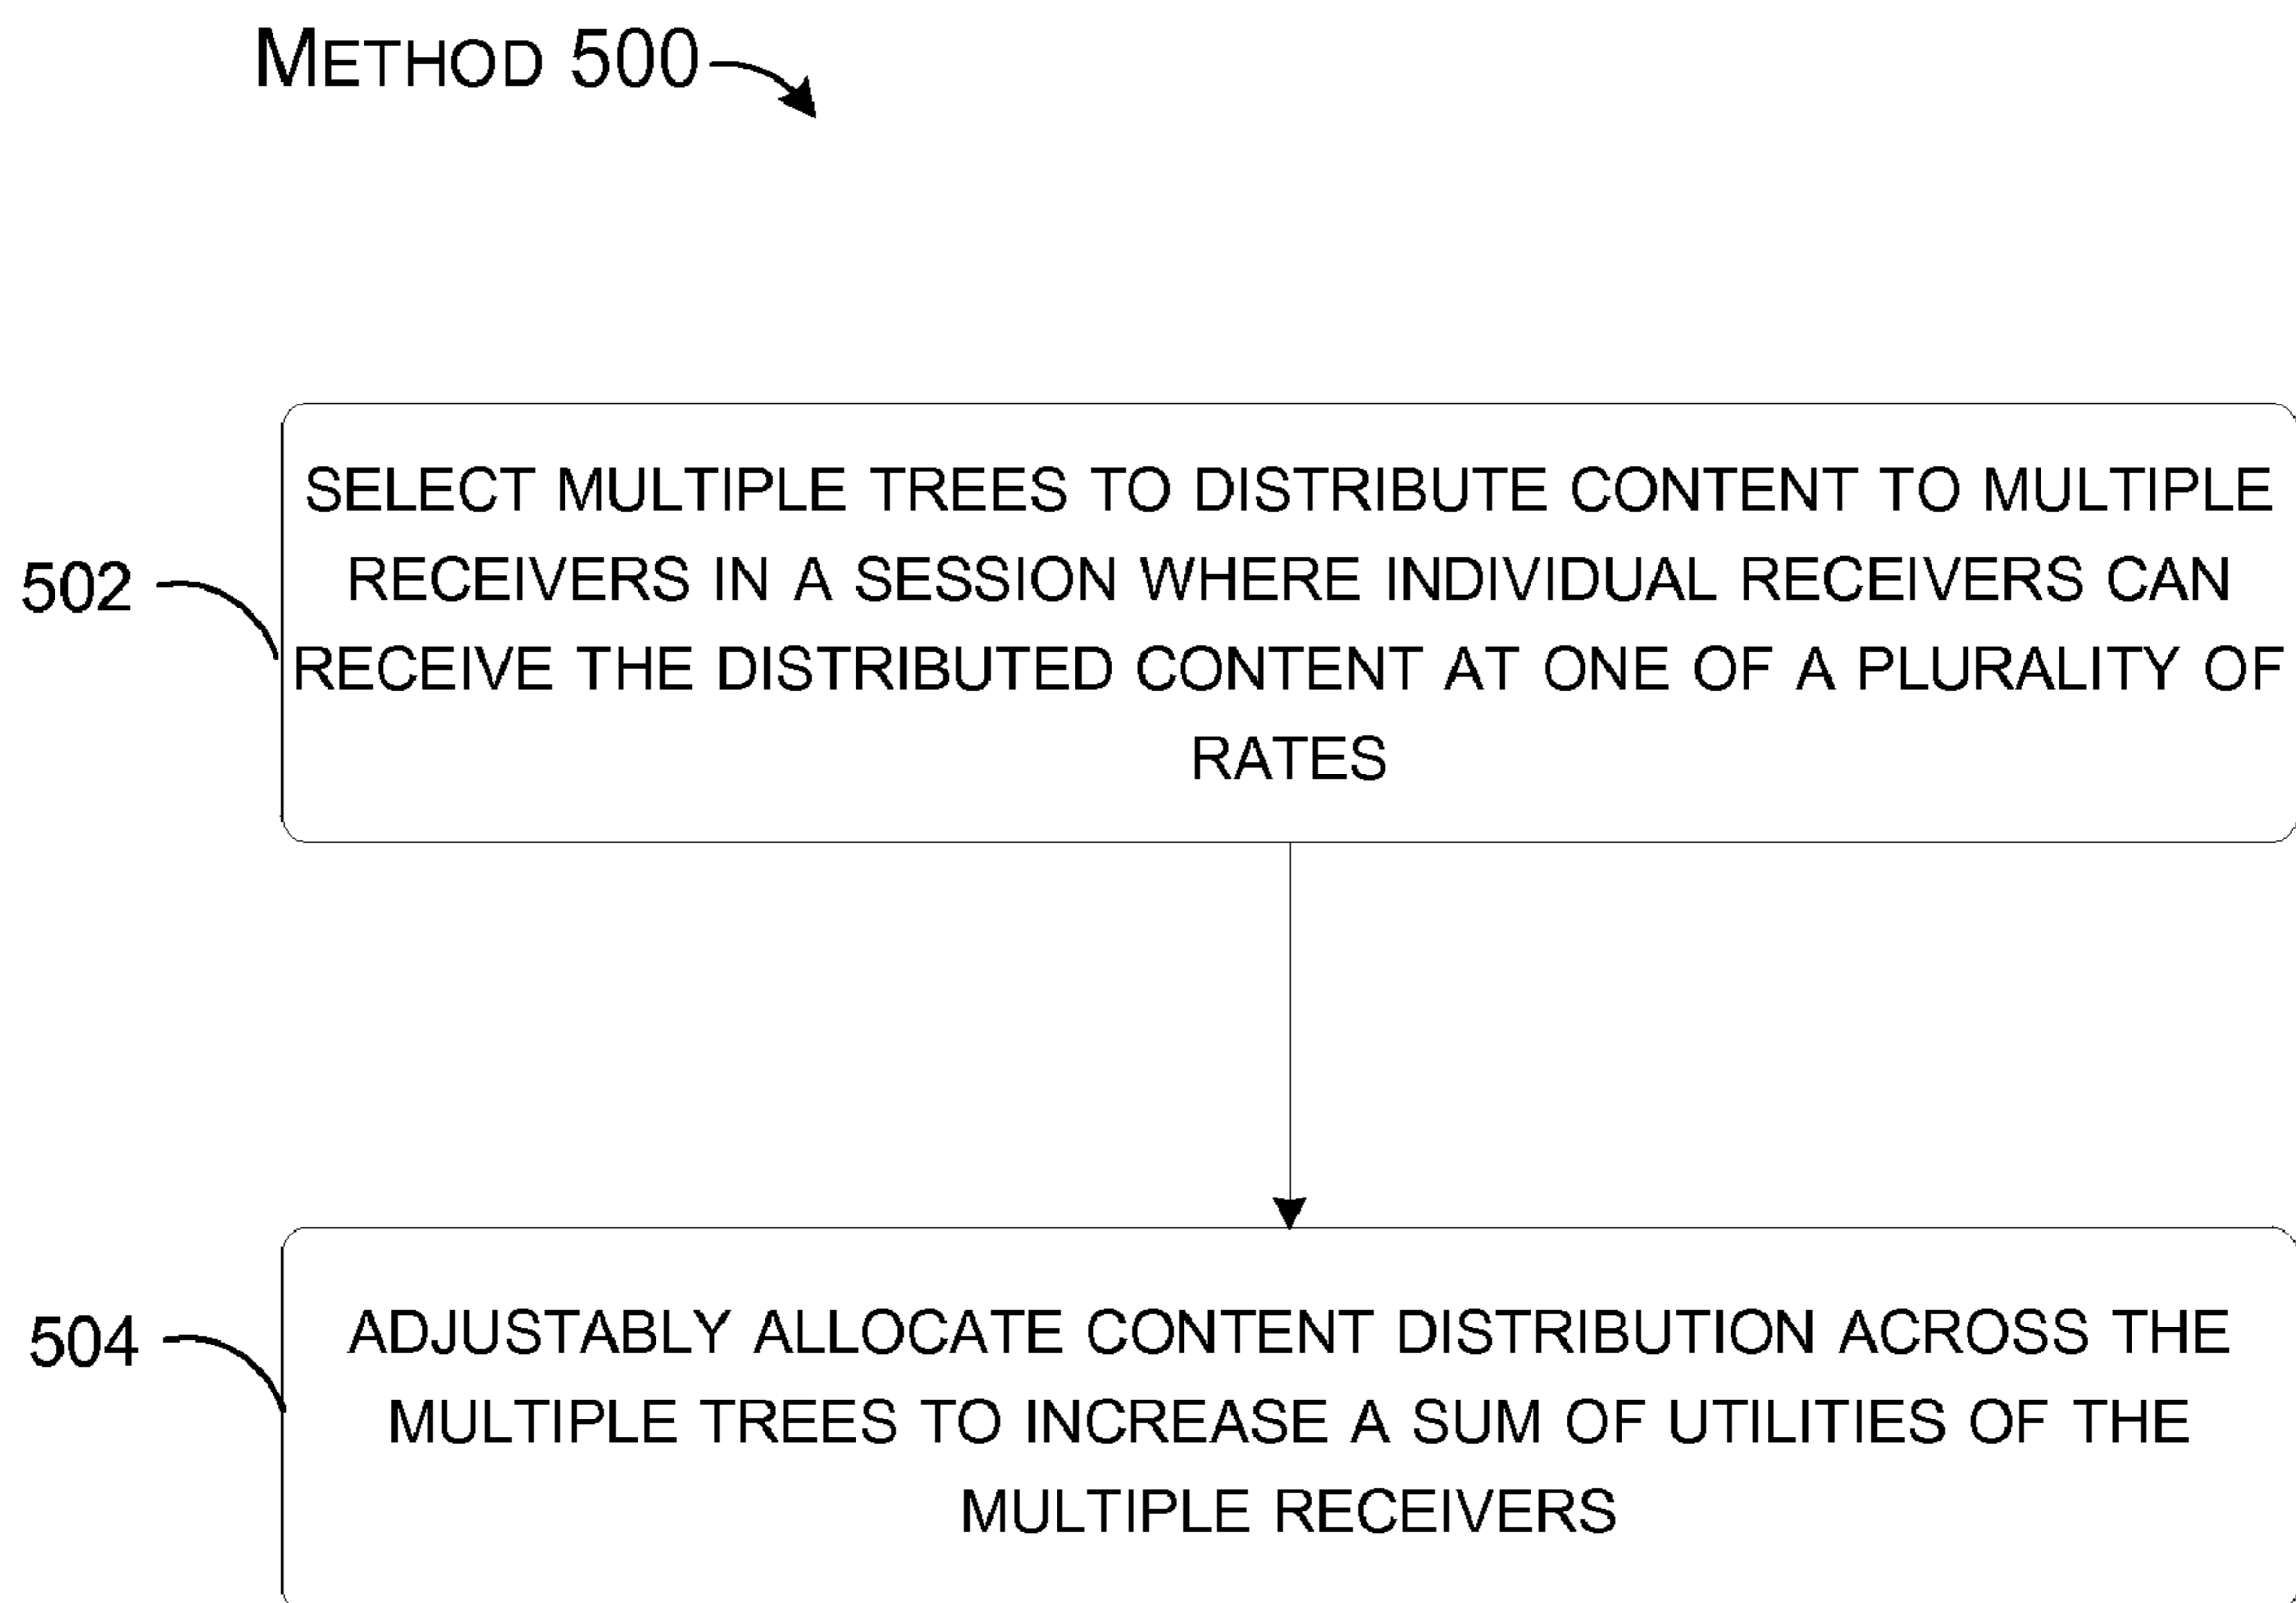 METHOD 500
SELECT MULTIPLE TREES TO DISTRIBUTE CONTENT TO MULTIPLE
RECEIVERS IN A SESSION WHERE INDIVIDUAL RECEIVERS CAN
RECEIVE THE DISTRIBUTED CONTENT AT ONE OF A PLURALITY OF
RATES
502
ADJUSTABLY ALLOCATE CONTENT DISTRIBUTION ACROSS THE
MULTIPLE TREES TO INCREASE A SUM OF UTILITIES OF THE
MULTIPLE RECEIVERS
504